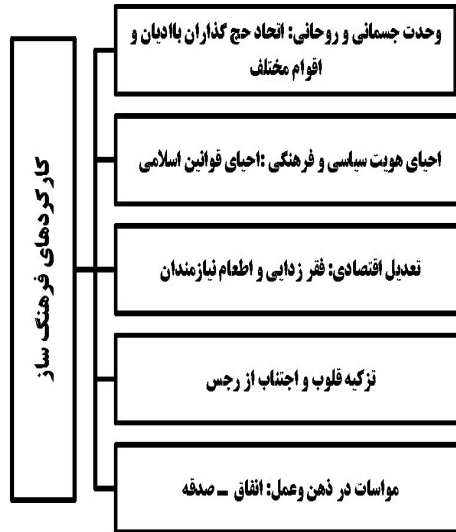 کارکردهای فرهنگ ساز
وحدت جسمانی و روحانی: اتحاد حج گذاران باادیان و
اقوام مختلف
احیای هویت سیاسی و فرهنگی :احیای قوانین اسلامی
تعدیل اقتصادی: فقر زدایی و اطعام نیازمندان
تزکیه قلوب و اجتناب از رجس
مواسات در ذهن وعمل: انفاق – صدقه